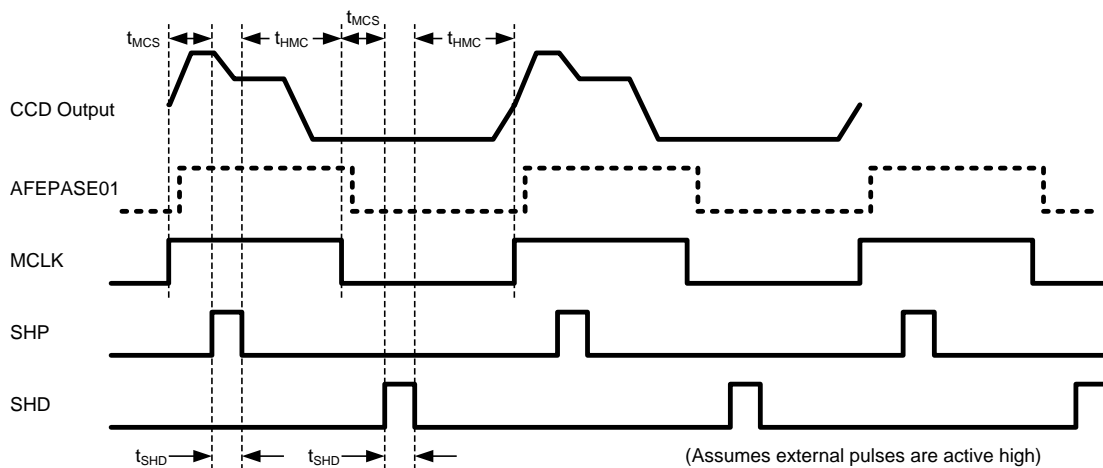 tMCS
tMCS
tHMC
tHMC
CCD Output
AFEPASE01
MCLK
SHP
SHD
tSHD
tSHD
(Assumes external pulses are active high)